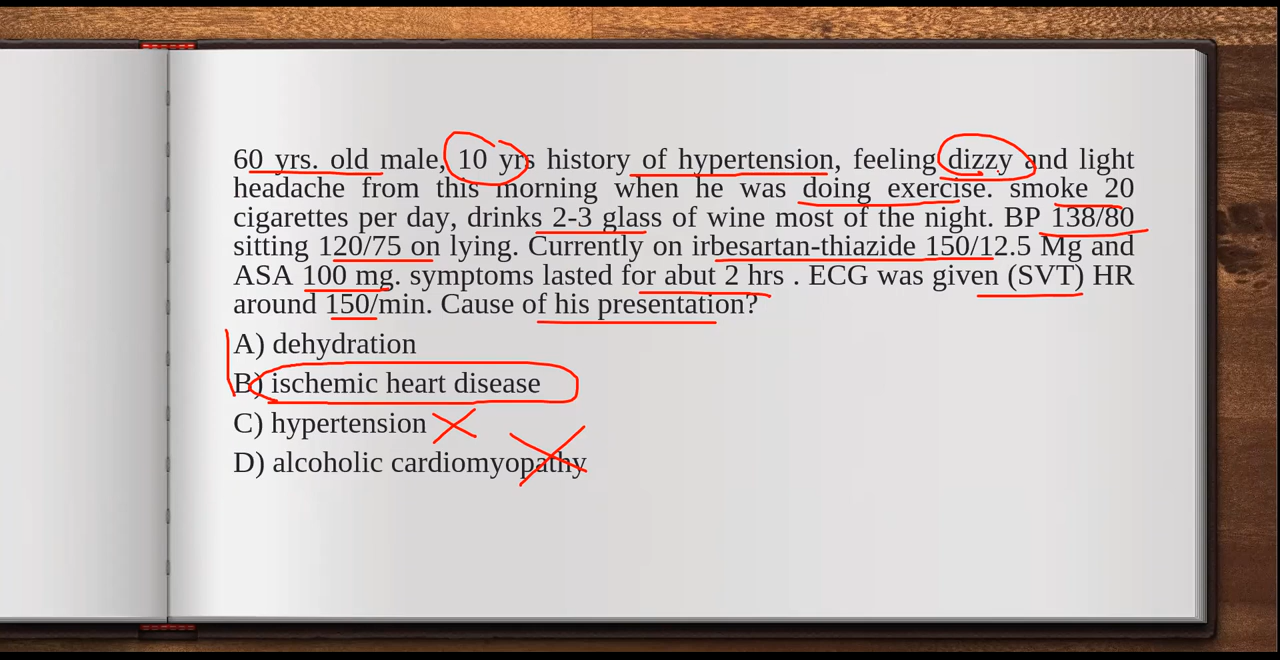 60 yrs. old male, 10 yrs history of hypertension, feeling dizzy and light
headache from this morning when he was doing exercise. smoke 20
cigarettes per day, drinks 2-3 glass of wine most of the night. BP 138/80
sitting 120/75 on lying. Currently on irbesartan-thiazide 150/12.5 Mg and
ASA 100 mg. symptoms lasted for abut 2 hrs . ECG was given (SVT) HR
around 150/min. Cause of his presentation?
A) dehydration
B) ischemic heart disease
C) hypertension
D) alcoholic cardiomyopathy